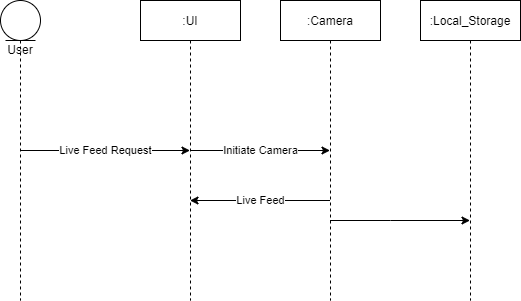 User
:UI
:Camera
:Local_Storage
Live Feed Request
Initiate Camera
Live Feed